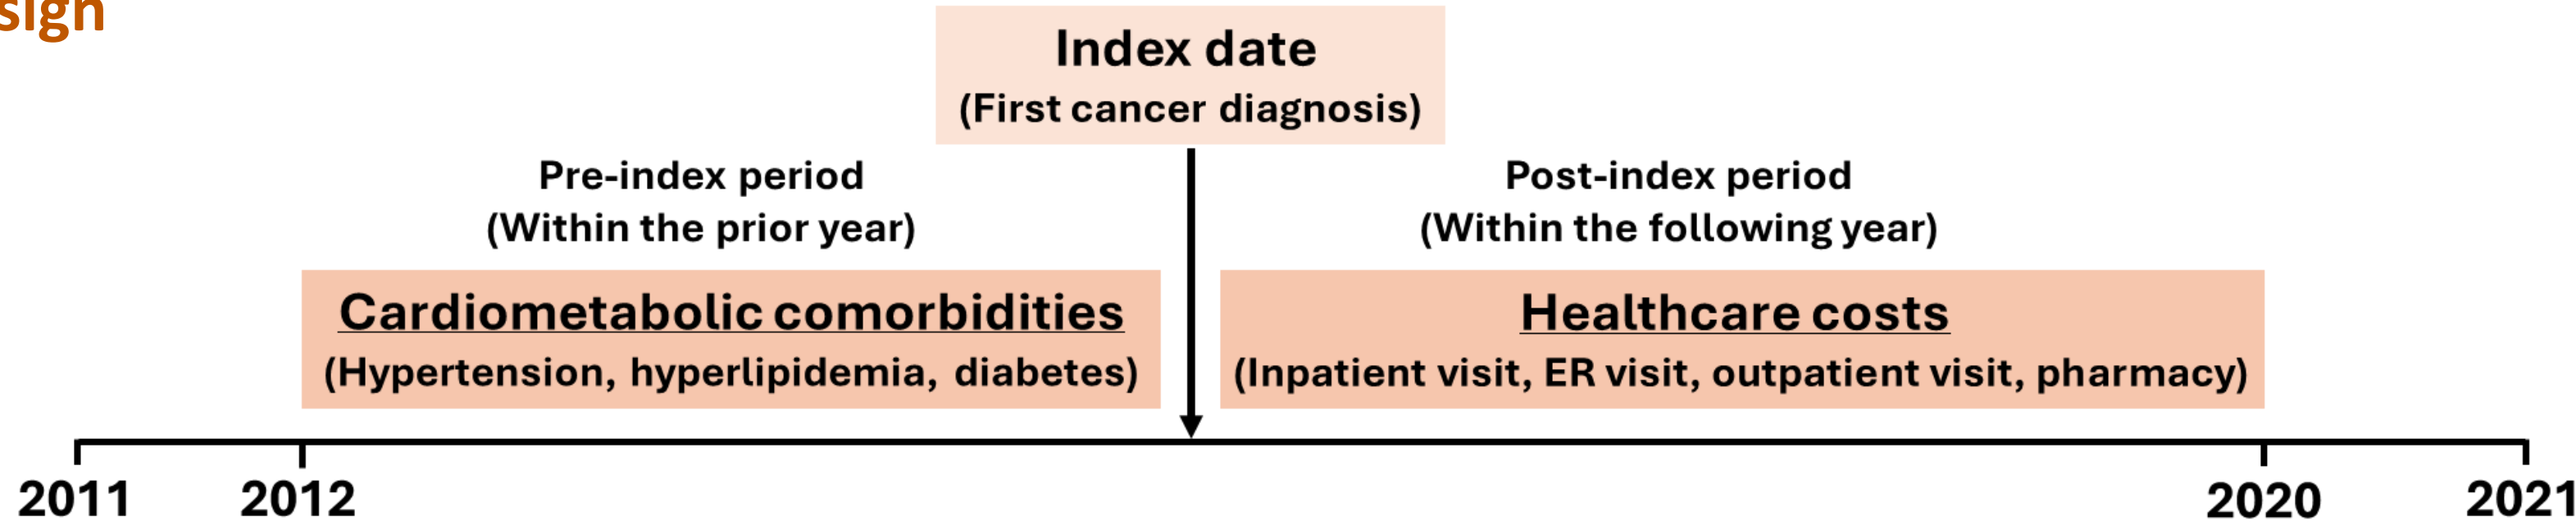 sign
Index date
(First cancer diagnosis)
Pre-index period
(Within the prior year)
Post-index period
(Within the following year)
Cardiometabolic comorbidities
(Hypertension, hyperlipidemia, diabetes)
Healthcare costs
(Inpatient visit, ER visit, outpatient visit, pharmacy)
2011 2012 2020 2021